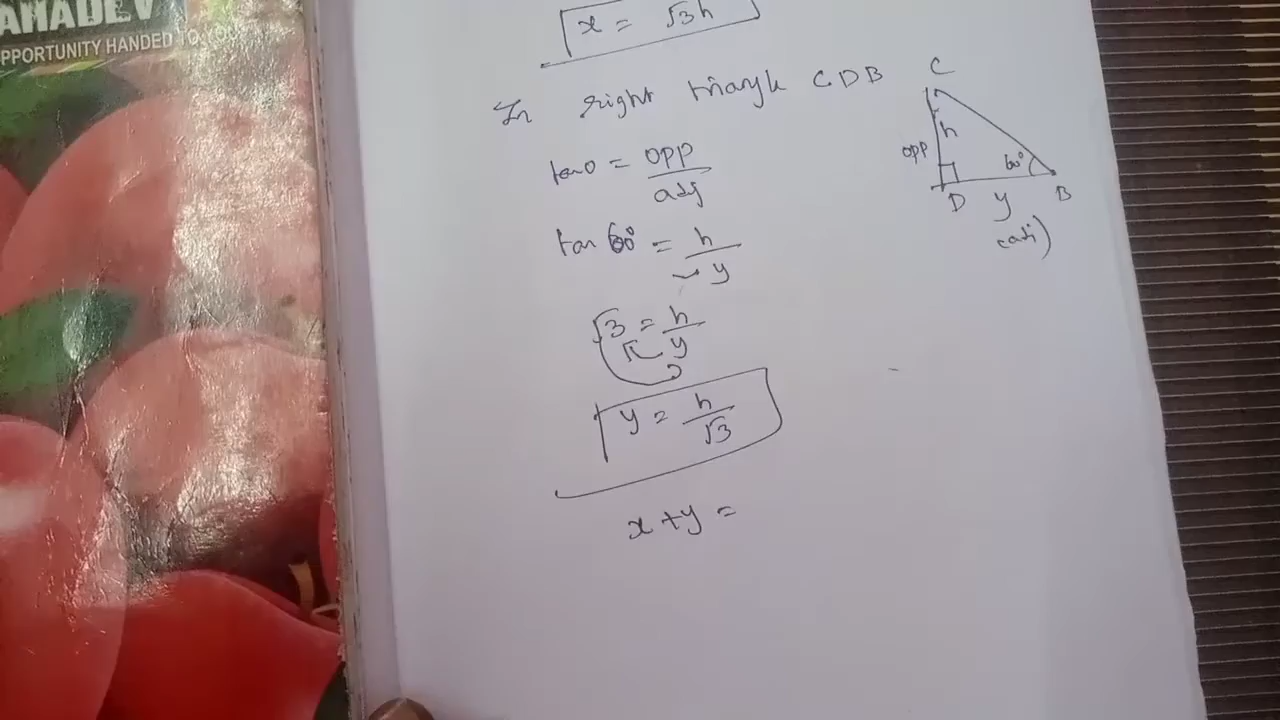 AHADEV
PPORTUNITY HANDED TO YOU
x = √3h
In right triangle CDB
tanθ = opp/adj
tan 60° = h/y
√3 = h/y
y = h/√3
x + y =
C
h
opp
60°
D
y
B
(adj)